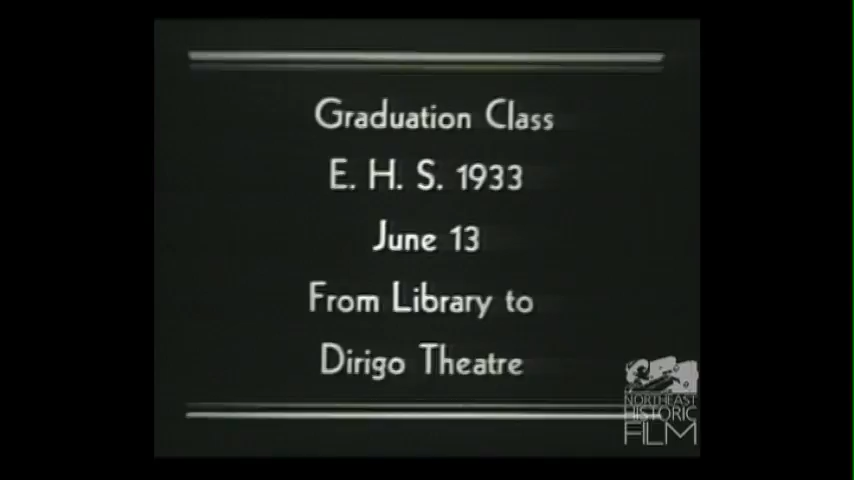 Graduation Class
E. H. S. 1933
June 13
From Library to
Dirigo Theatre
NORTHEAST
HISTORIC
FILM